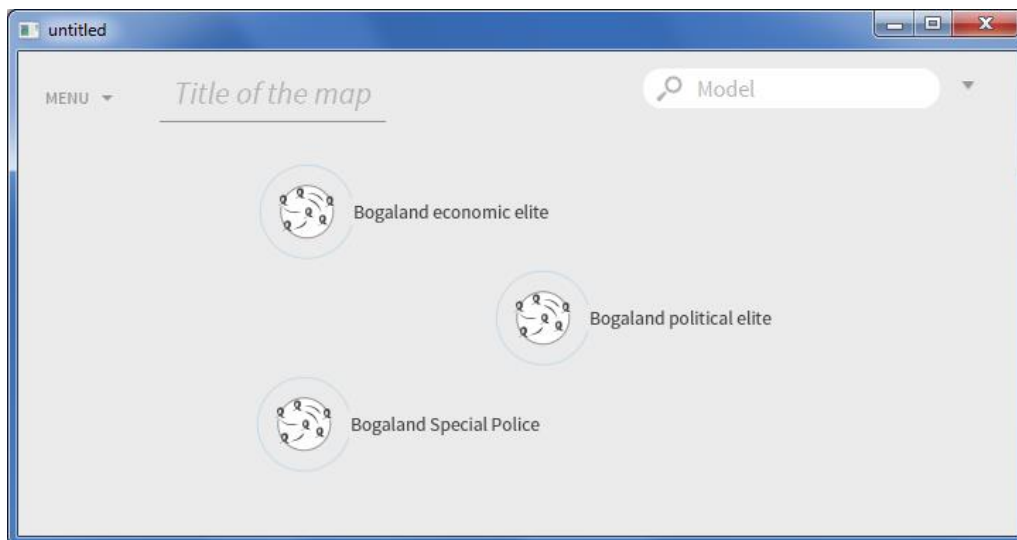 untitled
MENU
Title of the map
Model
Bogaland economic elite
Bogaland political elite
Bogaland Special Police